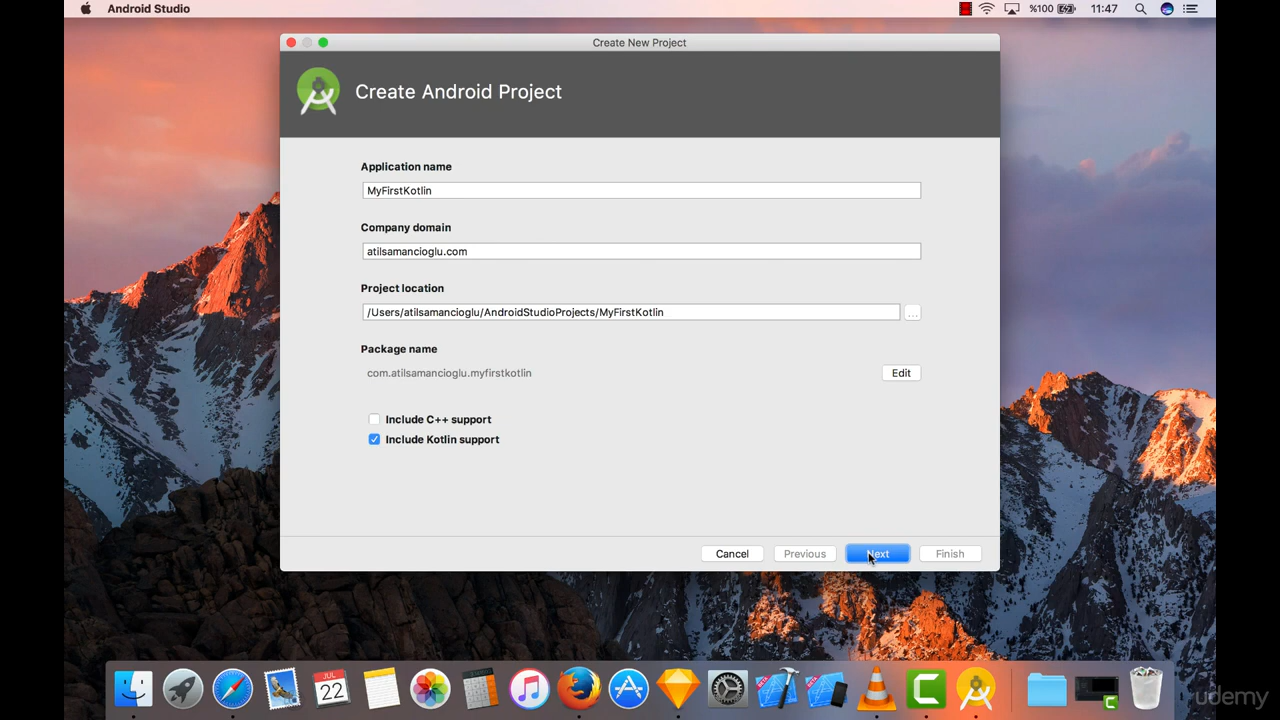 Android Studio
%100
11:47
Create New Project
Create Android Project
Application name
MyFirstKotlin
Company domain
atilsamancioglu.com
Project location
/Users/atilsamancioglu/AndroidStudioProjects/MyFirstKotlin
...
Package name
com.atilsamancioglu.myfirstkotlin
Edit
Include C++ support
Include Kotlin support
Cancel
Previous
Next
Finish
JUL
22
udemy